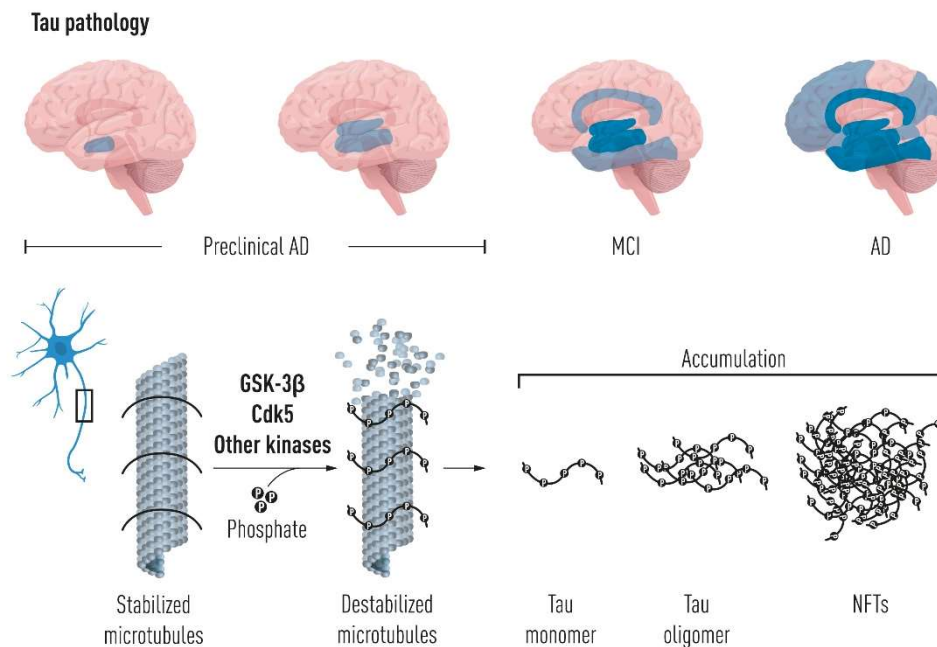 Tau pathology
Preclinical AD
MCI
AD
GSK-3β
Cdk5
Other kinases
P
P
P
Phosphate
Accumulation
Stabilized
microtubules
Destabilized
microtubules
Tau
monomer
Tau
oligomer
NFTs